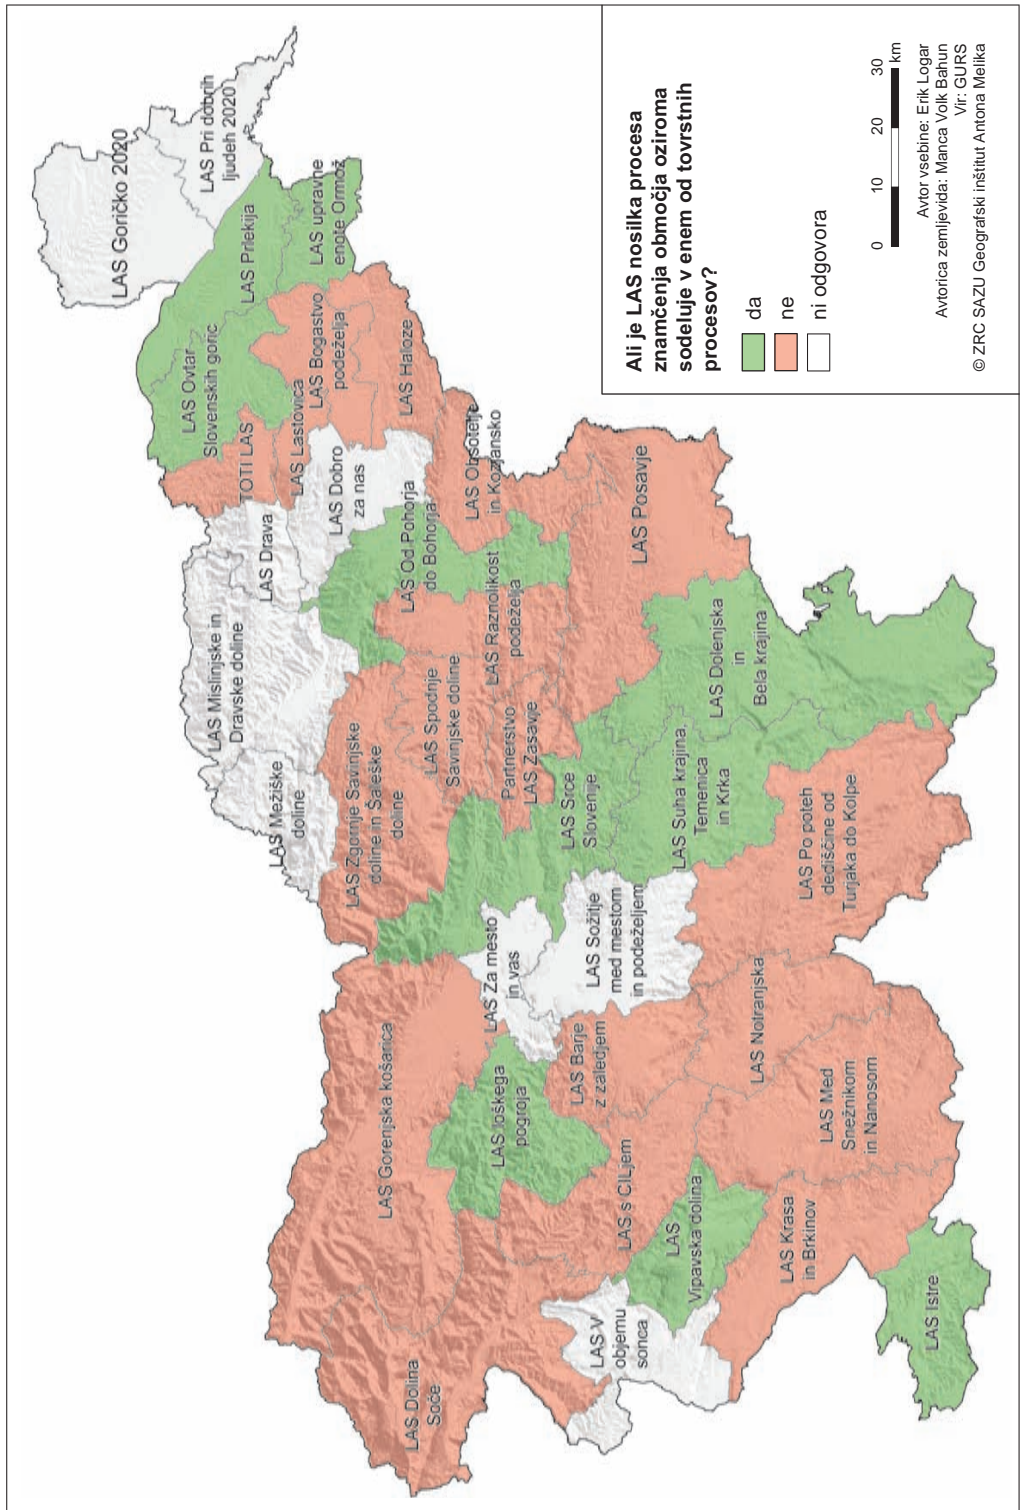 LAS Goričko 2020
LAS Pri dobrih
ljudeh 2020
LAS Prlekija
LAS upravne
enote Ormož
LAS Ovtar
Slovenskih goric
LAS Bogastvo
podeželja
LAS Haloze
TOTI LAS
LAS Lastovica
LAS Dobro
za nas
LAS Obsotelje
in Kozjansko
LAS Mislinjske in
Dravske doline
LAS Drava
LAS Od Pohorja
do Bohorja
LAS Raznolikost
podeželja
LAS Posavje
LAS Mežiške
doline
LAS Zgornje Savinjske
doline in Šaleške
doline
LAS Spodnje
Savinjske doline
Partnerstvo
LAS Zasavje
LAS Srce
Slovenije
LAS Suha krajina,
Temenica
in Krka
LAS Dolenjska
in
Bela krajina
LAS Po poteh
dediščine od
Turjaka do Kolpe
LAS Za mesto
in vas
LAS Sožitje
med mestom
in podeželjem
LAS Gorenjska košarica
LAS loškega
pogroja
LAS Barje
z zaledjem
LAS Notranjska
LAS Med
Snežnikom
in Nanosom
LAS s CILjem
LAS
Vipavska dolina
LAS Krasa
in Brkinov
LAS Dolina
Soče
LAS V
objemu
sonca
LAS Istre
Ali je LAS nosilka procesa
znamčenja območja oziroma
sodeluje v enem od tovrstnih
procesov?
da
ne
ni odgovora
0 10 20 30
km
Avtor vsebine: Erik Logar
Avtorica zemljevida: Manca Volk Bahun
Vir: GURS
© ZRC SAZU Geografski inštitut Antona Melika